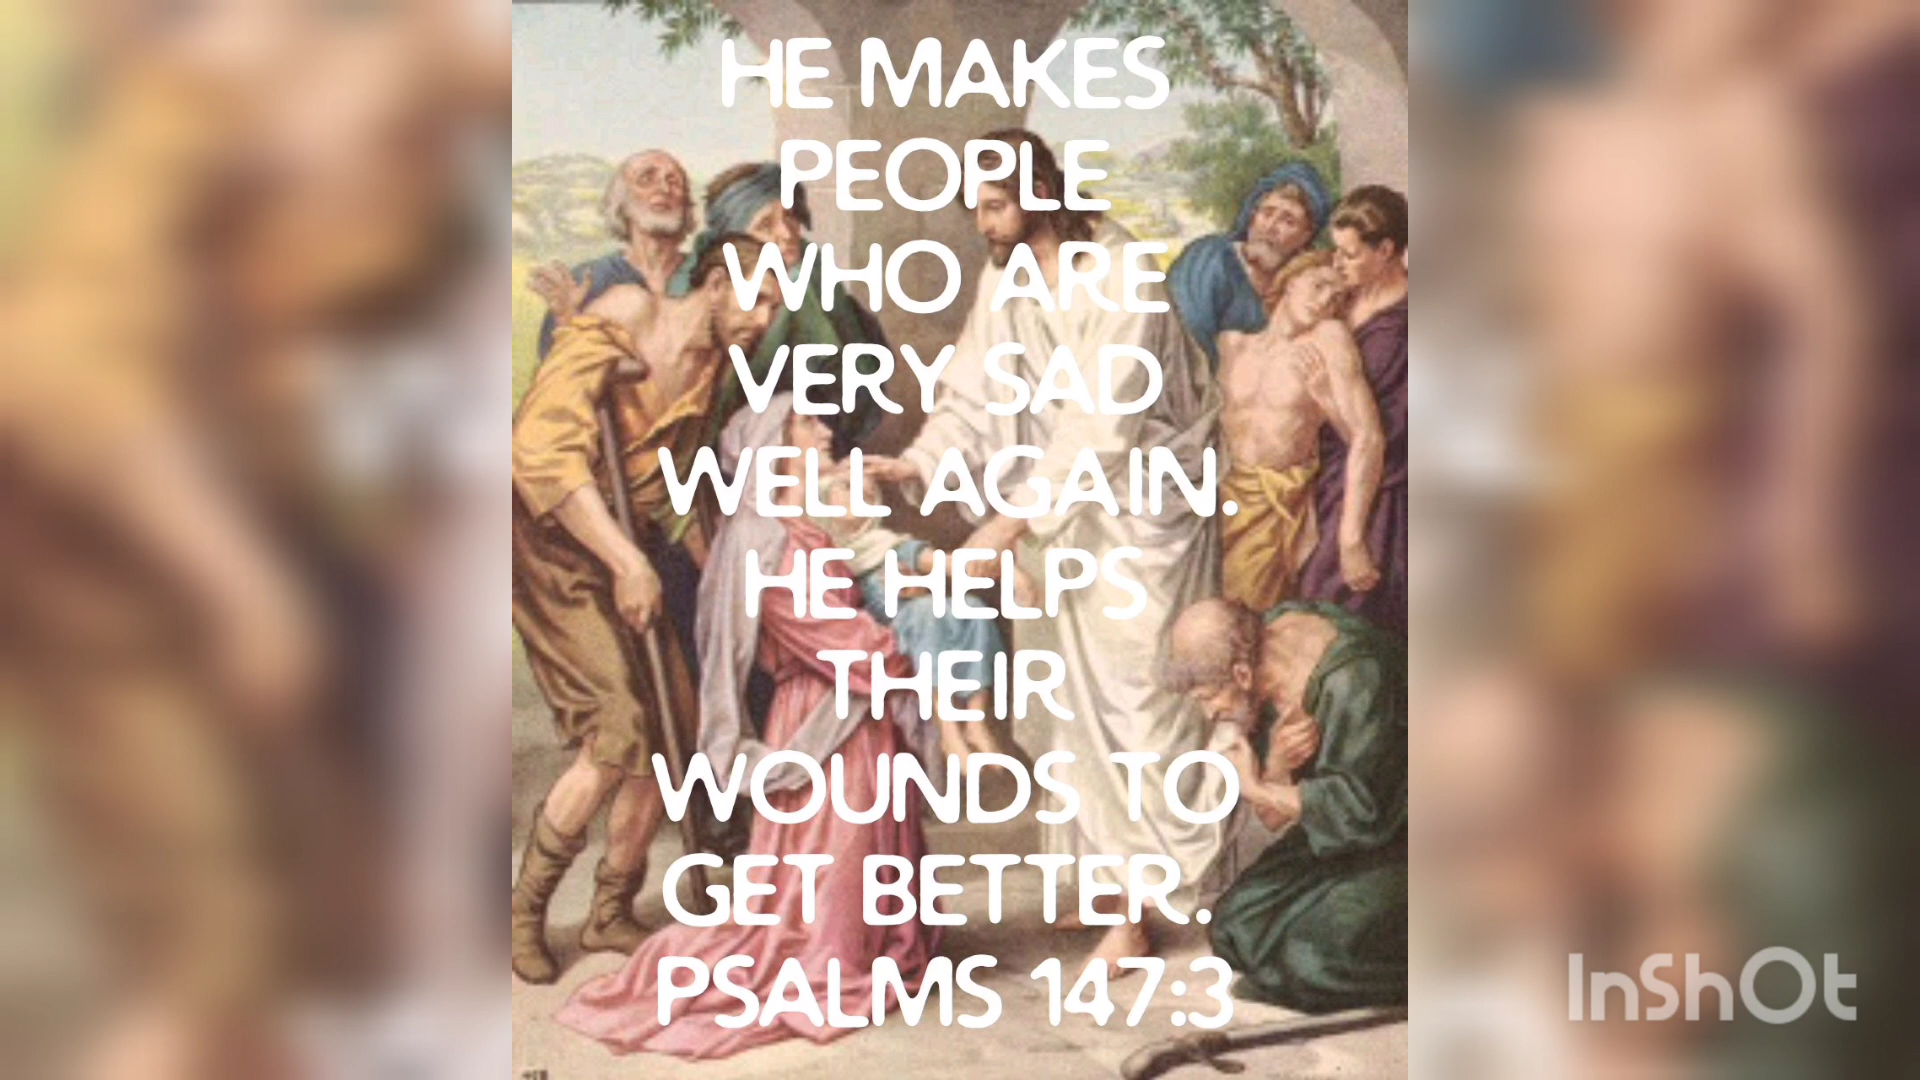 HE MAKES
PEOPLE
WHO ARE
VERY SAD
WELL AGAIN.
HE HELPS
THEIR
WOUNDS TO
GET BETTER.
PSALMS 147:3
InShOt